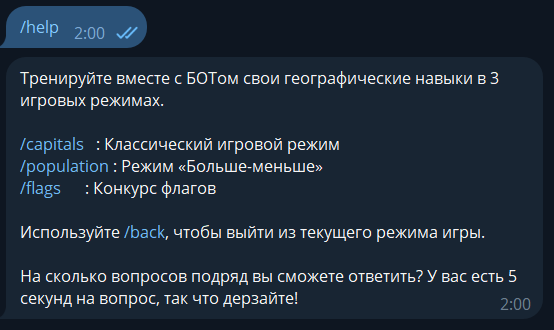 /help 2:00
Тренируйте вместе с БОТом свои географические навыки в 3
игровых режимах.
/capitals : Классический игровой режим
/population : Режим «Больше-меньше»
/flags : Конкурс флагов
Используйте /back, чтобы выйти из текущего режима игры.
На сколько вопросов подряд вы сможете ответить? У вас есть 5
секунд на вопрос, так что дерзайте!
2:00